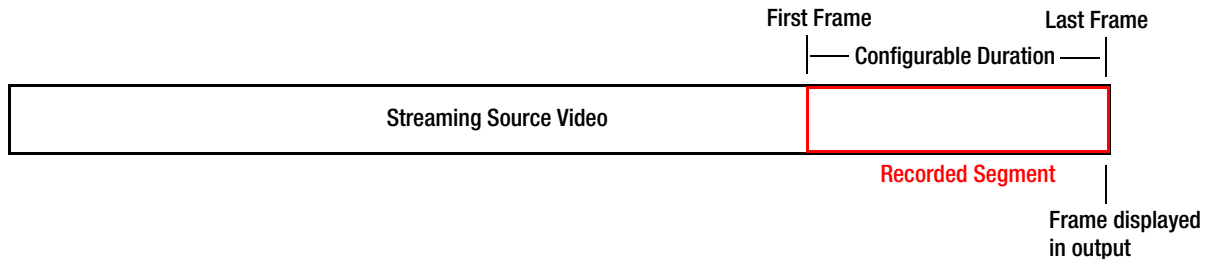 First Frame
Last Frame
Configurable Duration
Streaming Source Video
Recorded Segment
Frame displayed
in output